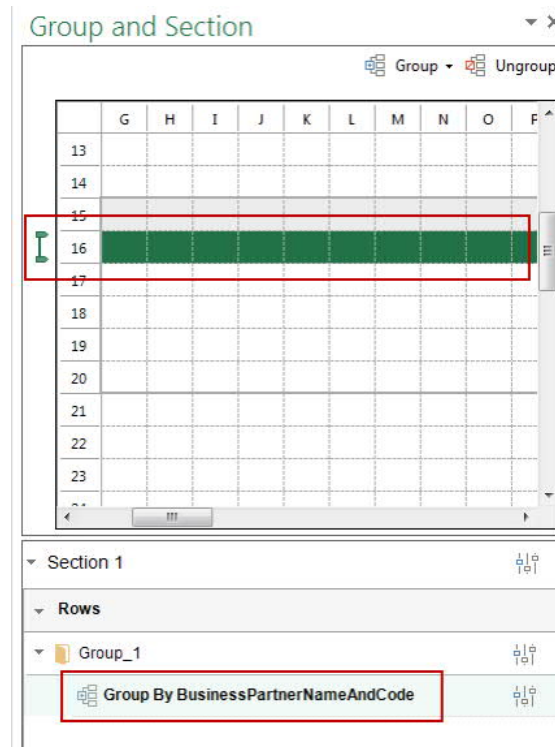 Group and Section
Group Ungroup
G H I J K L M N O
13
14
15
16
17
18
19
20
21
22
23
Section 1
Rows
Group_1
Group By BusinessPartnerNameAndCode